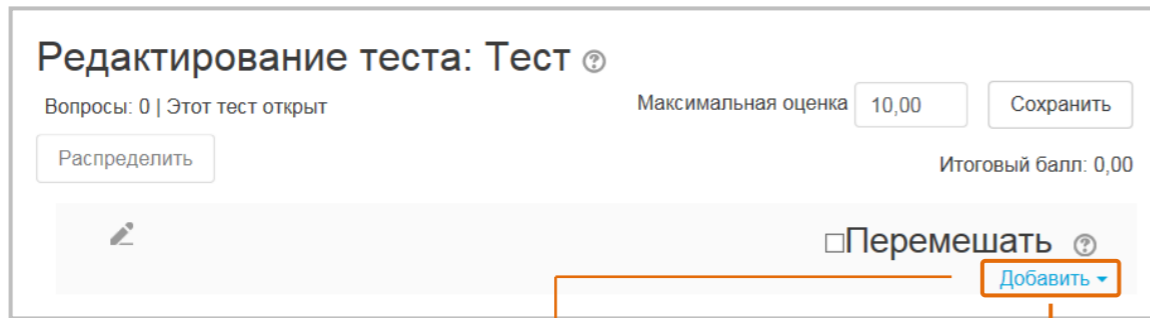 Редактирование теста: Тест
Вопросы: 0 | Этот тест открыт
Максимальная оценка 10,00 Сохранить
Распределить
Итоговый балл: 0,00
Перемешать
Добавить